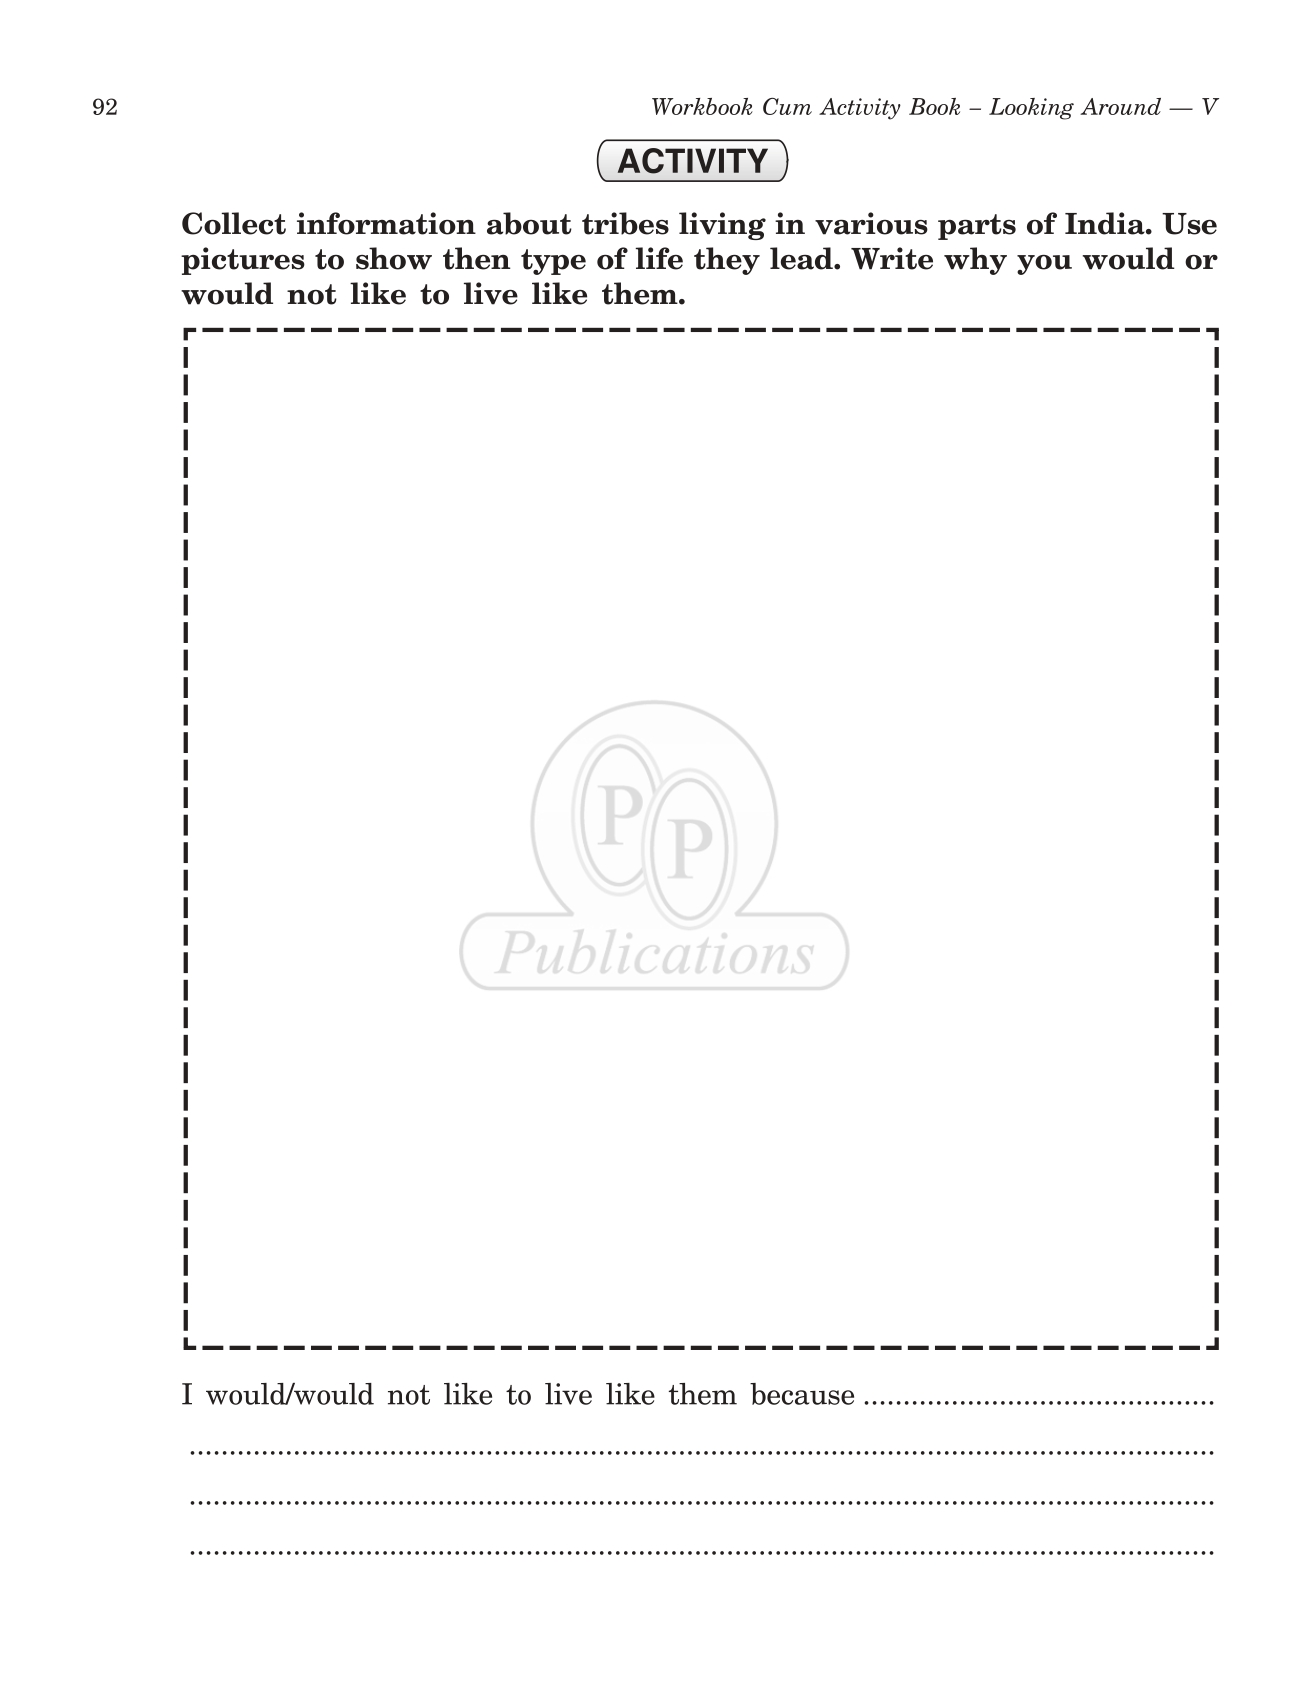 92
Workbook Cum Activity Book – Looking Around — V
ACTIVITY
Collect information about tribes living in various parts of India. Use
pictures to show then type of life they lead. Write why you would or
would not like to live like them.
P
P
Publications
I would/would not like to live like them because ............................................
................................................................................................................................
................................................................................................................................
................................................................................................................................